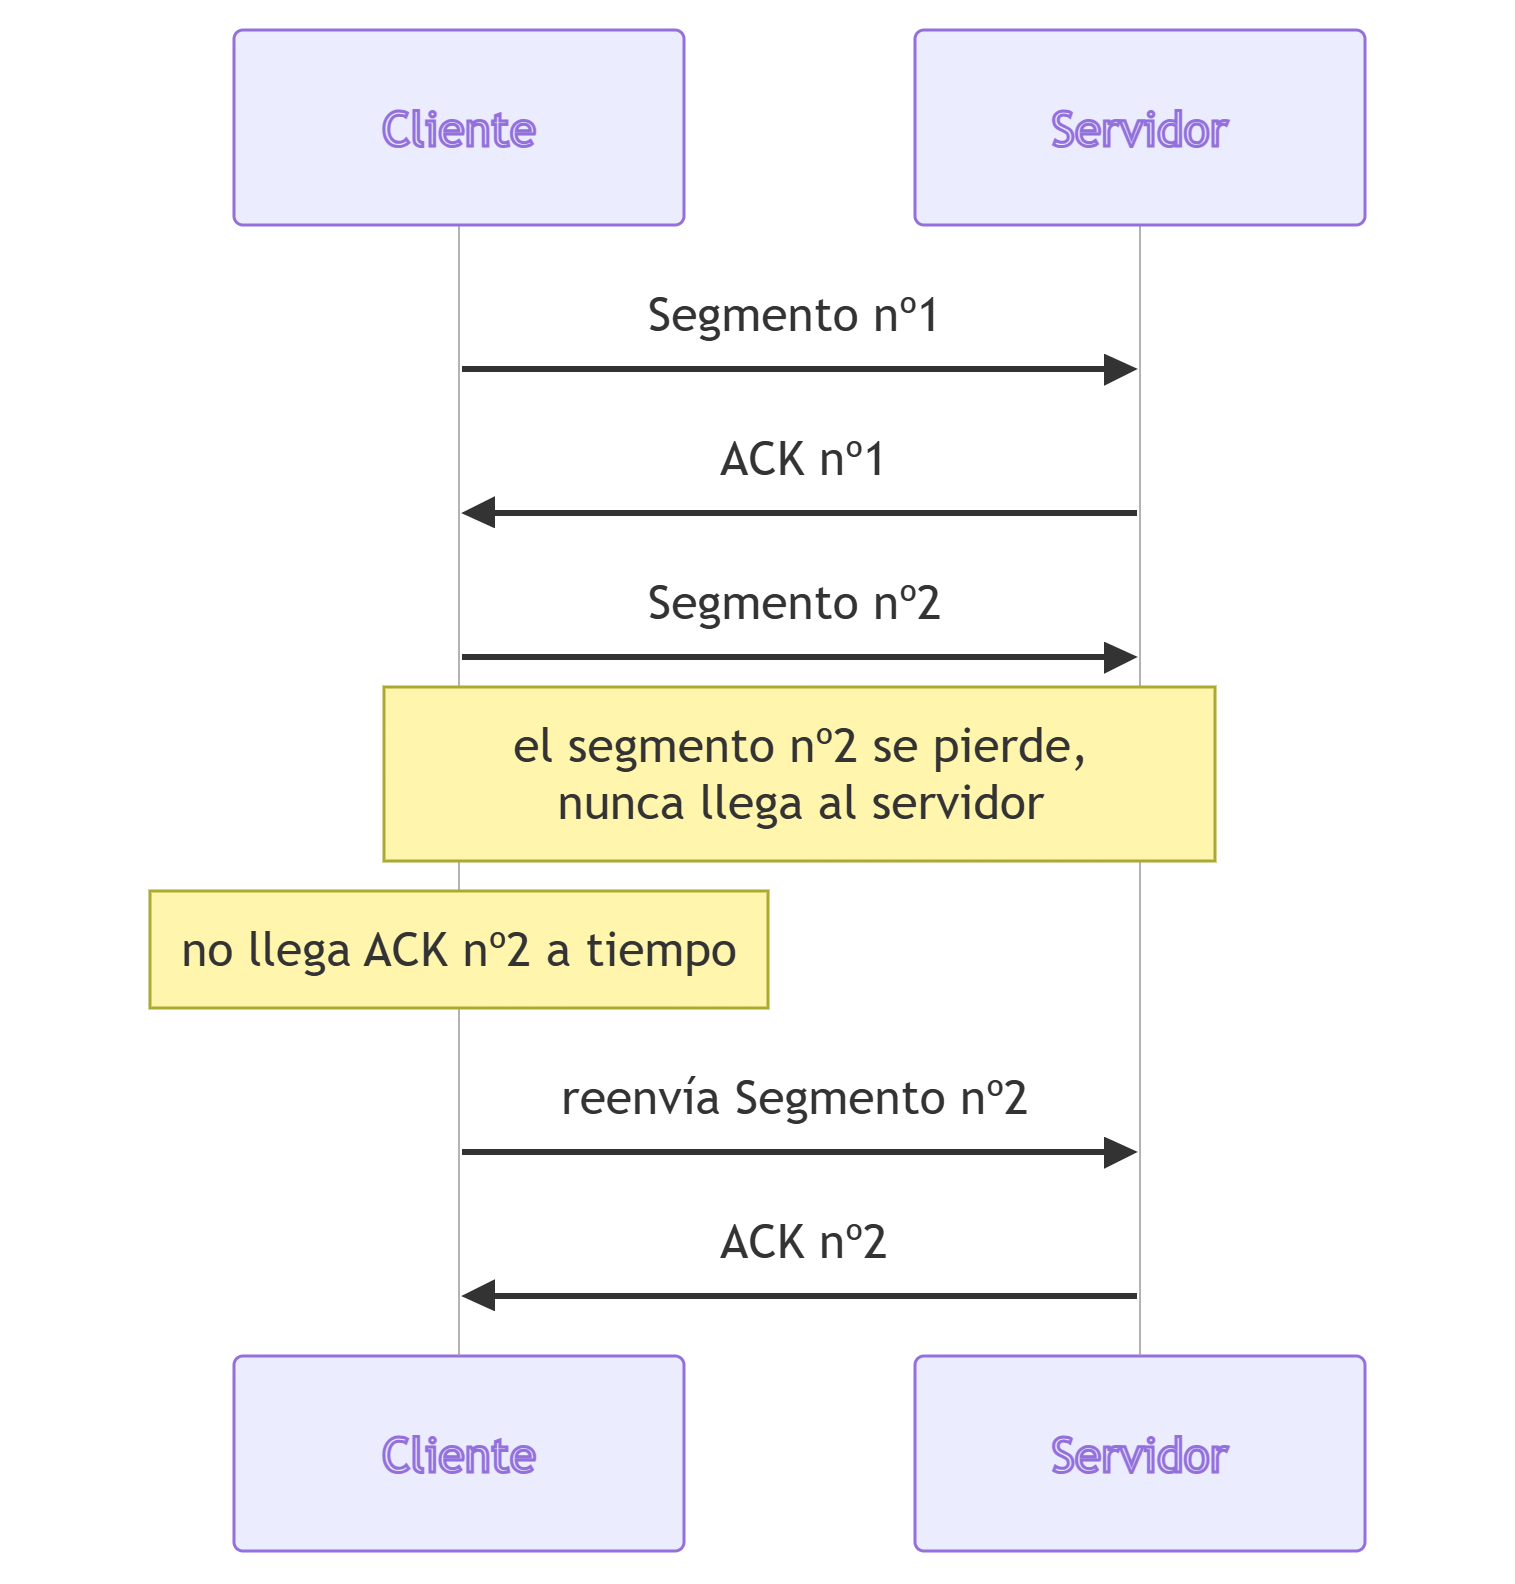 Cliente
Servidor
Segmento nº1
ACK nº1
Segmento nº2
el segmento nº2 se pierde,
nunca llega al servidor
no llega ACK nº2 a tiempo
reenvía Segmento nº2
ACK nº2
Cliente
Servidor